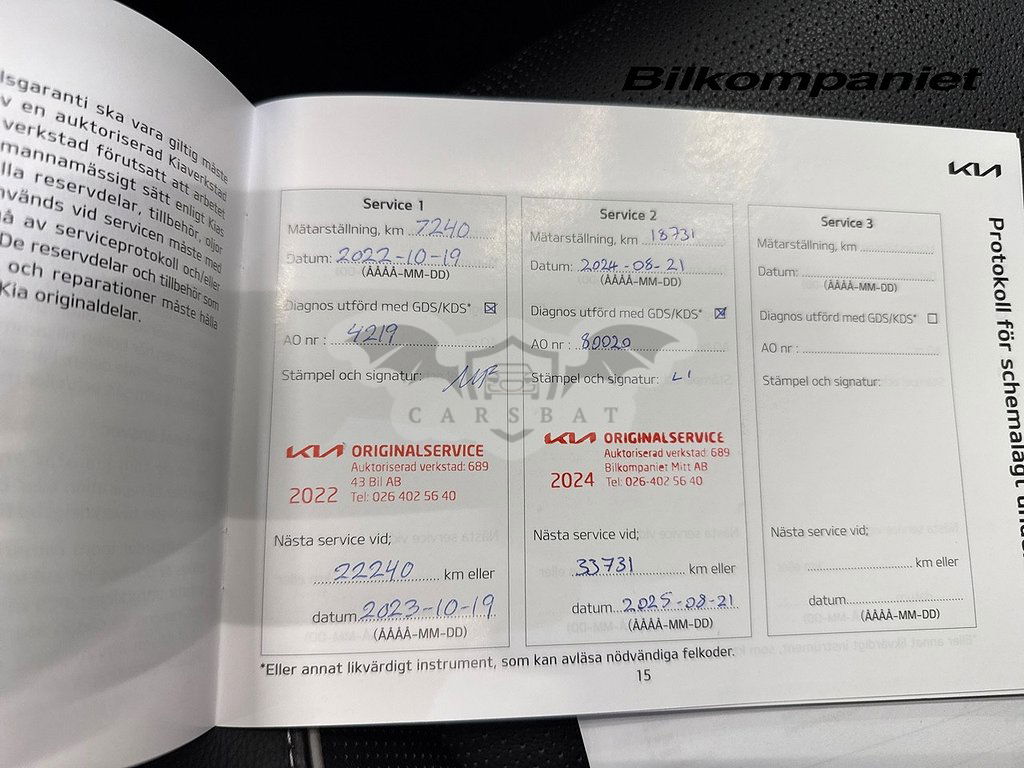 Bilkompaniet
lsgaranti ska vara giltig måste
v en auktoriserad Kiaverkstad
verkstad förutsatt att arbetet
mannamässigt sätt enligt Kias
lla reservdelar, tillbehör, oljor
nvänds vid servicen måste med
å av serviceprotokoll och/eller
De reservdelar och tillbehör som
och reparationer måste hålla
Kia originaldelar.
KIA
Protokoll för schemalagt unde
Service 1
Mätarställning, km 7240
Datum: 2022-10-19
(ÅÅÅÅ-MM-DD)
Diagnos utförd med GDS/KDS*
AO nr : 4219
Stämpel och signatur:
KIA ORIGINALSERVICE
Auktoriserad verkstad: 689
43 Bil AB
2022 Tel: 026 402 56 40
Nästa service vid;
22240 km eller
datum 2023-10-19
(ÅÅÅÅ-MM-DD)
Service 2
Mätarställning, km 18731
Datum: 2024-08-21
(ÅÅÅÅ-MM-DD)
Diagnos utförd med GDS/KDS*
AO nr : 80020
Stämpel och signatur:
KIA ORIGINALSERVICE
Auktoriserad verkstad: 689
Bilkompaniet Mitt AB
2024 Tel: 026-402 56 40
Nästa service vid;
33731 km eller
datum 2025-08-21
(ÅÅÅÅ-MM-DD)
Service 3
Mätarställning, km
Datum:
(ÅÅÅÅ-MM-DD)
Diagnos utförd med GDS/KDS*
AO nr :
Stämpel och signatur:
Nästa service vid;
km eller
datum
(ÅÅÅÅ-MM-DD)
*Eller annat likvärdigt instrument, som kan avläsa nödvändiga felkoder.
15
CARSBAT